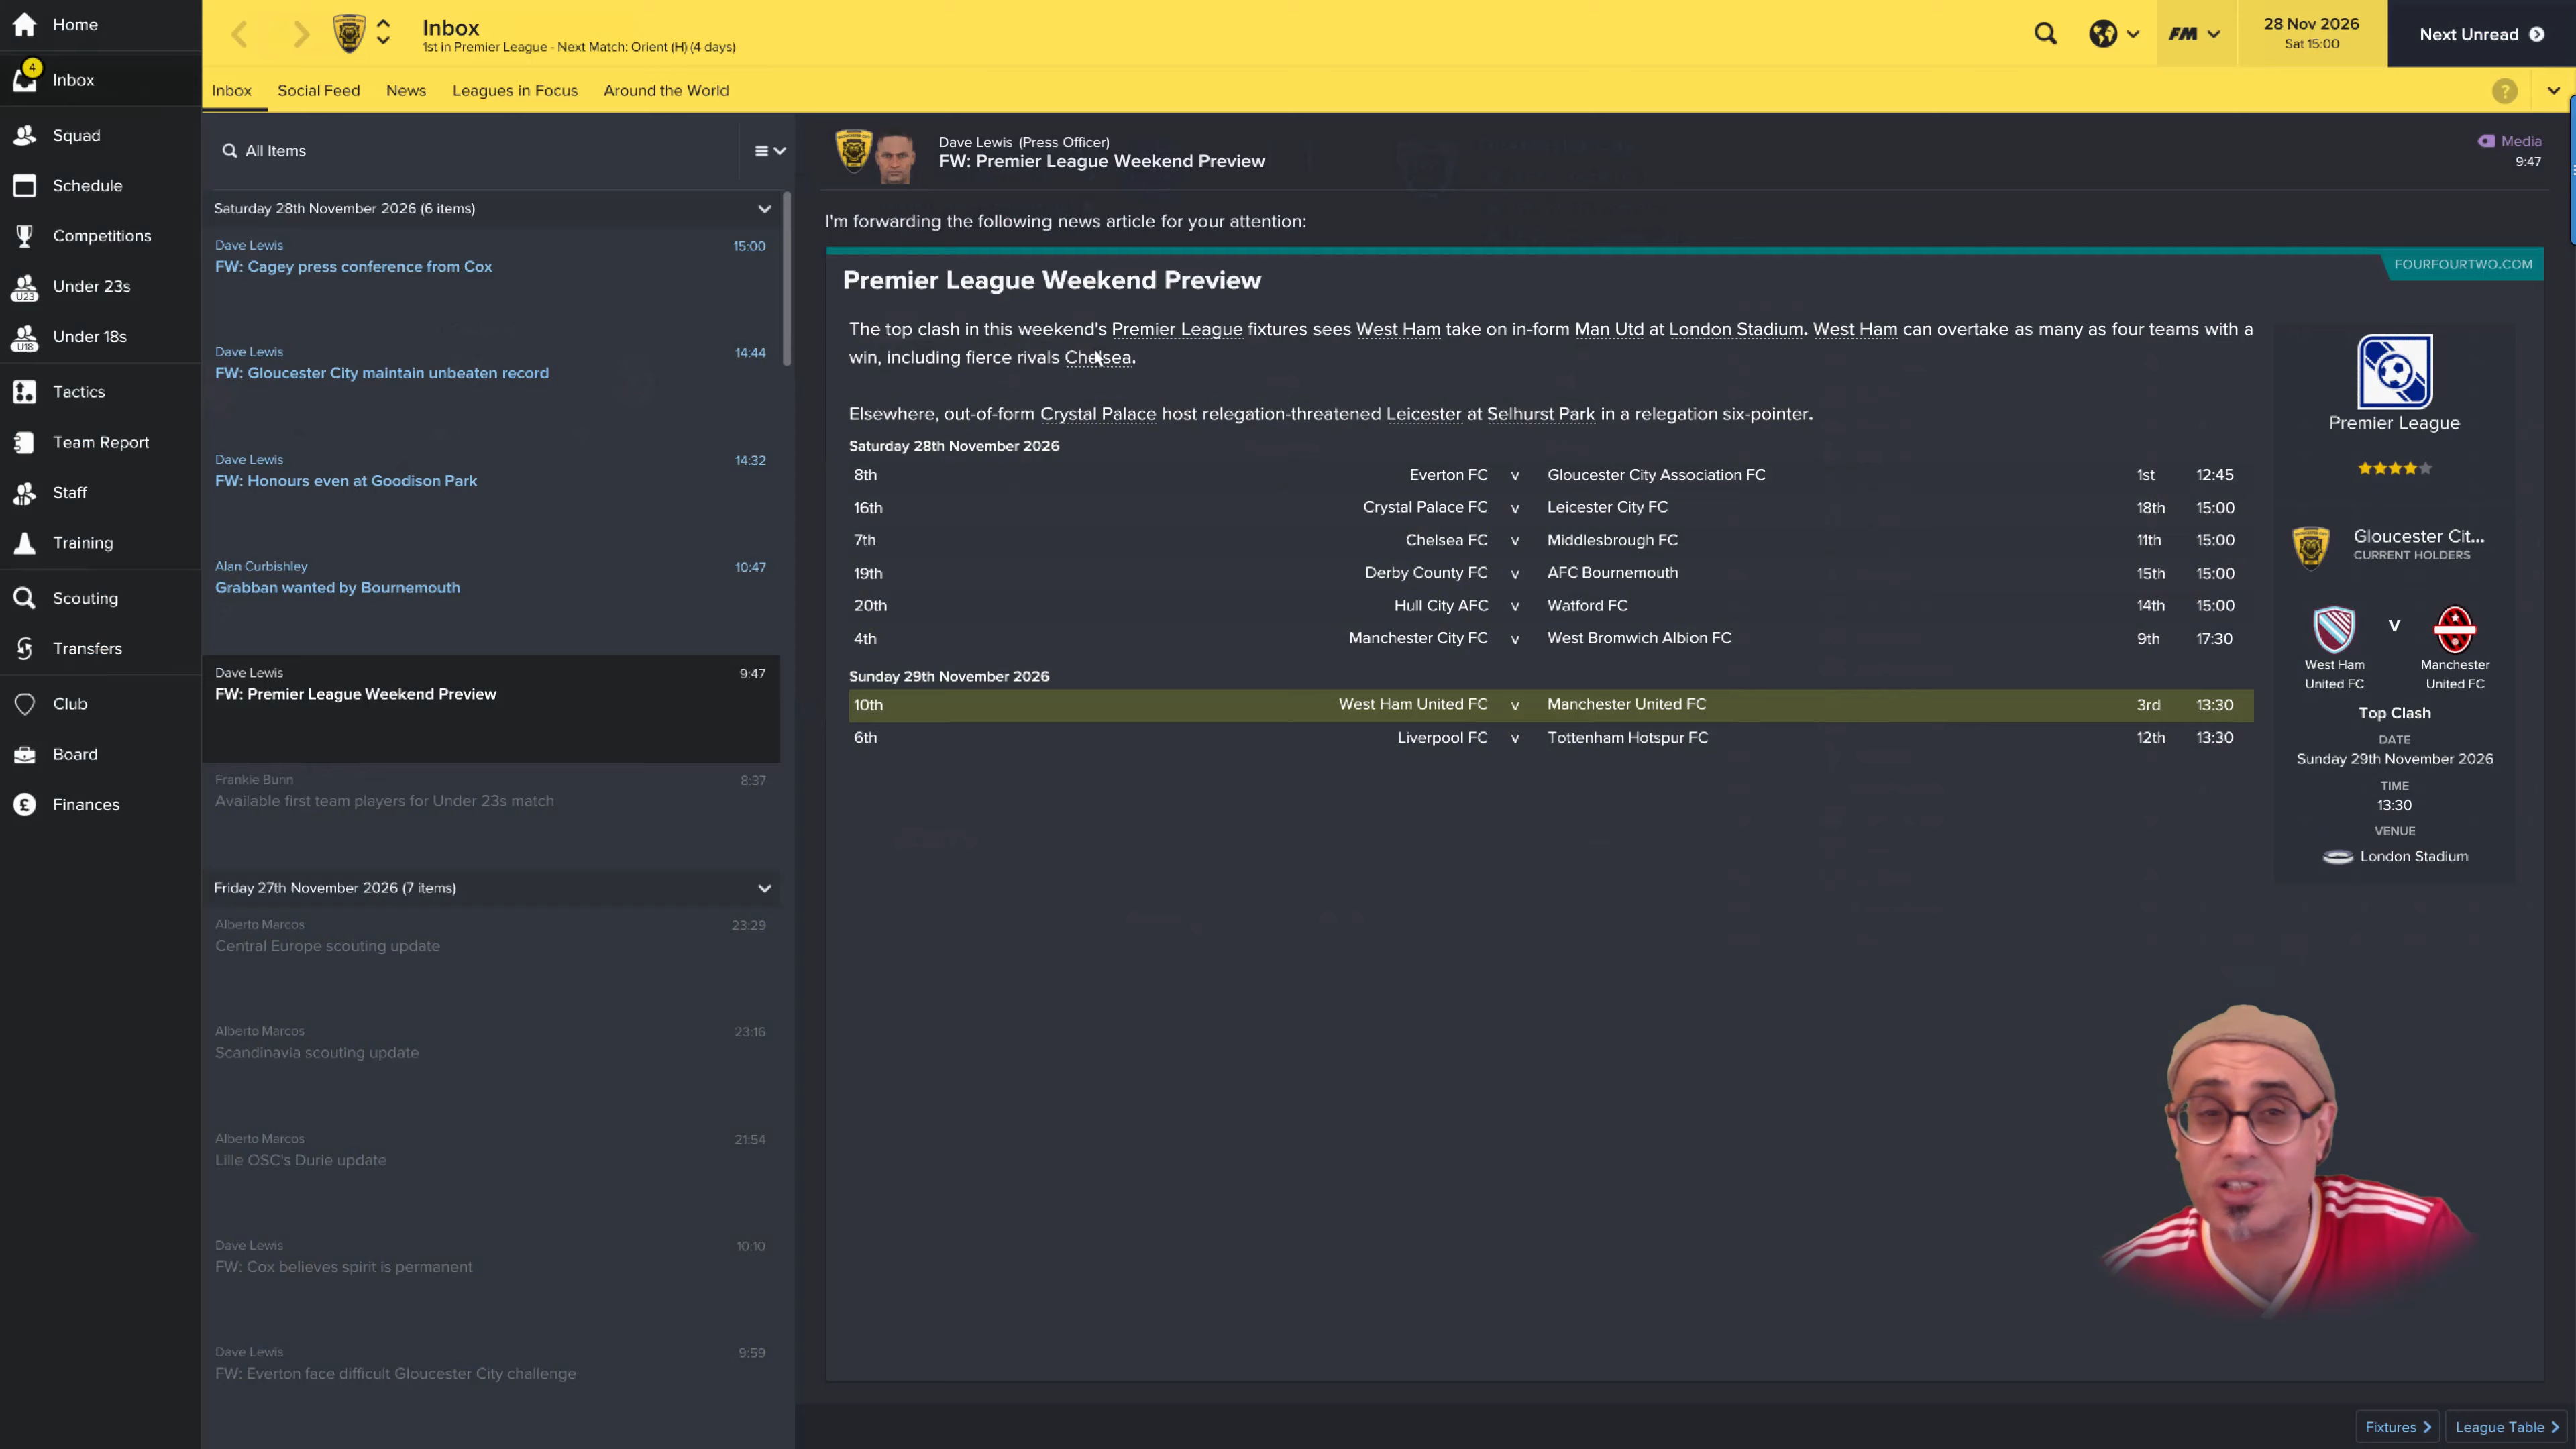 Home
4
Inbox
Squad
Schedule
Competitions
U23
Under 23s
U18
Under 18s
Tactics
Team Report
Staff
Training
Scouting
Transfers
Club
Board
£
Finances
Inbox
1st in Premier League - Next Match: Orient (H) (4 days)
FM
28 Nov 2026
Sat 15:00
Next Unread
Inbox
Social Feed
News
Leagues in Focus
Around the World
?
All Items
Saturday 28th November 2026 (6 items)
Dave Lewis
15:00
FW: Cagey press conference from Cox
Dave Lewis
14:44
FW: Gloucester City maintain unbeaten record
Dave Lewis
14:32
FW: Honours even at Goodison Park
Alan Curbishley
10:47
Grabban wanted by Bournemouth
Dave Lewis
9:47
FW: Premier League Weekend Preview
Frankie Bunn
8:37
Available first team players for Under 23s match
Friday 27th November 2026 (7 items)
Alberto Marcos
23:29
Central Europe scouting update
Alberto Marcos
23:16
Scandinavia scouting update
Alberto Marcos
21:54
Lille OSC's Durie update
Dave Lewis
10:10
FW: Cox believes spirit is permanent
Dave Lewis
9:59
FW: Everton face difficult Gloucester City challenge
Dave Lewis (Press Officer)
FW: Premier League Weekend Preview
Media
9:47
I'm forwarding the following news article for your attention:
FOURFOURTWO.COM
Premier League Weekend Preview
The top clash in this weekend's Premier League fixtures sees West Ham take on in-form Man Utd at London Stadium. West Ham can overtake as many as four teams with a
win, including fierce rivals Chelsea.
Elsewhere, out-of-form Crystal Palace host relegation-threatened Leicester at Selhurst Park in a relegation six-pointer.
Saturday 28th November 2026
8th Everton FC v Gloucester City Association FC 1st 12:45
16th Crystal Palace FC v Leicester City FC 18th 15:00
7th Chelsea FC v Middlesbrough FC 11th 15:00
19th Derby County FC v AFC Bournemouth 15th 15:00
20th Hull City AFC v Watford FC 14th 15:00
4th Manchester City FC v West Bromwich Albion FC 9th 17:30
Sunday 29th November 2026
10th West Ham United FC v Manchester United FC 3rd 13:30
6th Liverpool FC v Tottenham Hotspur FC 12th 13:30
Premier League
Gloucester Cit...
CURRENT HOLDERS
V
West Ham
United FC
Manchester
United FC
Top Clash
DATE
Sunday 29th November 2026
TIME
13:30
VENUE
London Stadium
Fixtures
League Table